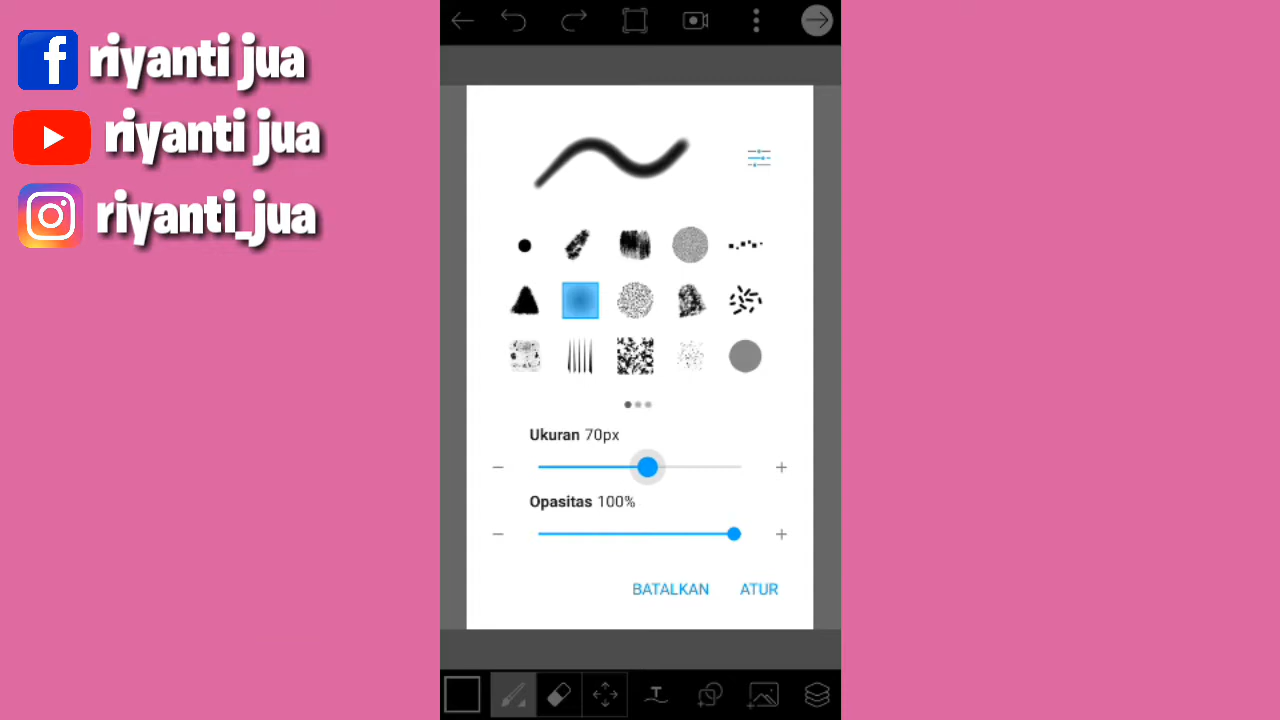 riyanti jua
riyanti jua
riyanti_jua
Ukuran 70px
Opasitas 100%
BATALKAN ATUR